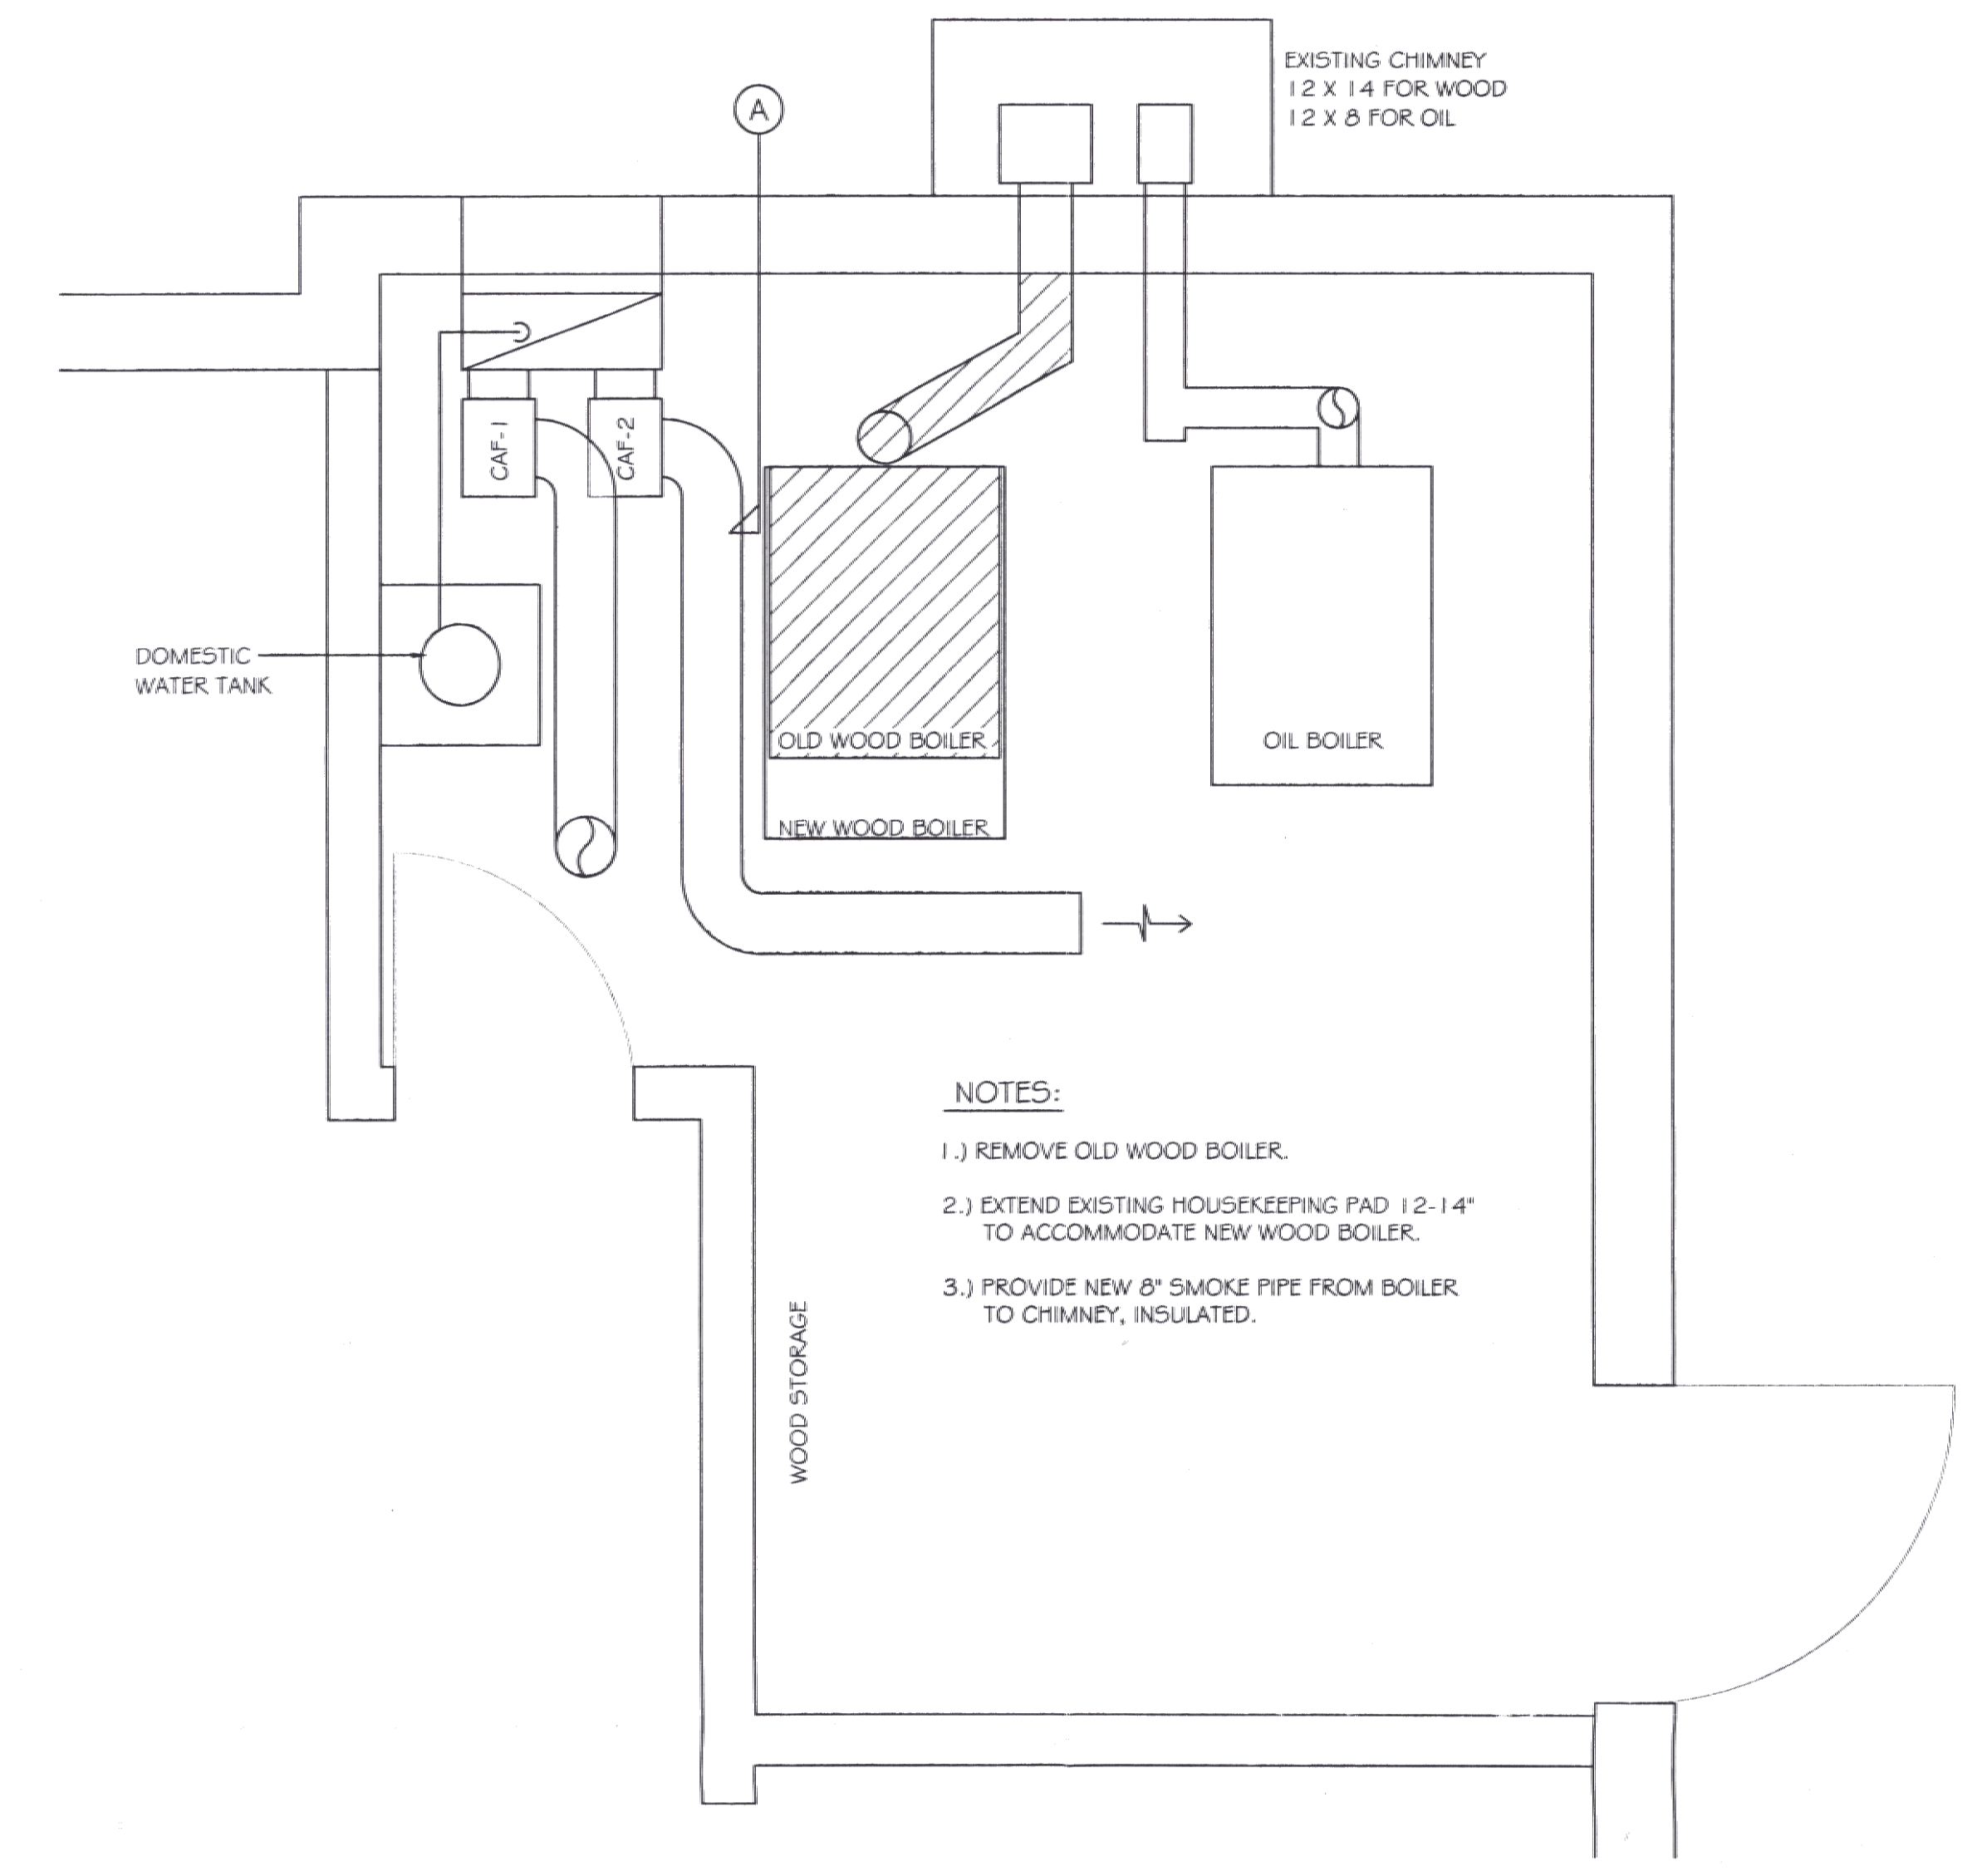 EXISTING CHIMNEY
12 X 14 FOR WOOD
12 X 8 FOR OIL
A
CAF-1
CAF-2
DOMESTIC
WATER TANK
OLD WOOD BOILER
NEW WOOD BOILER
OIL BOILER
NOTES:
1.) REMOVE OLD WOOD BOILER.
2.) EXTEND EXISTING HOUSEKEEPING PAD 12-14"
TO ACCOMMODATE NEW WOOD BOILER.
3.) PROVIDE NEW 8" SMOKE PIPE FROM BOILER
TO CHIMNEY, INSULATED.
WOOD STORAGE